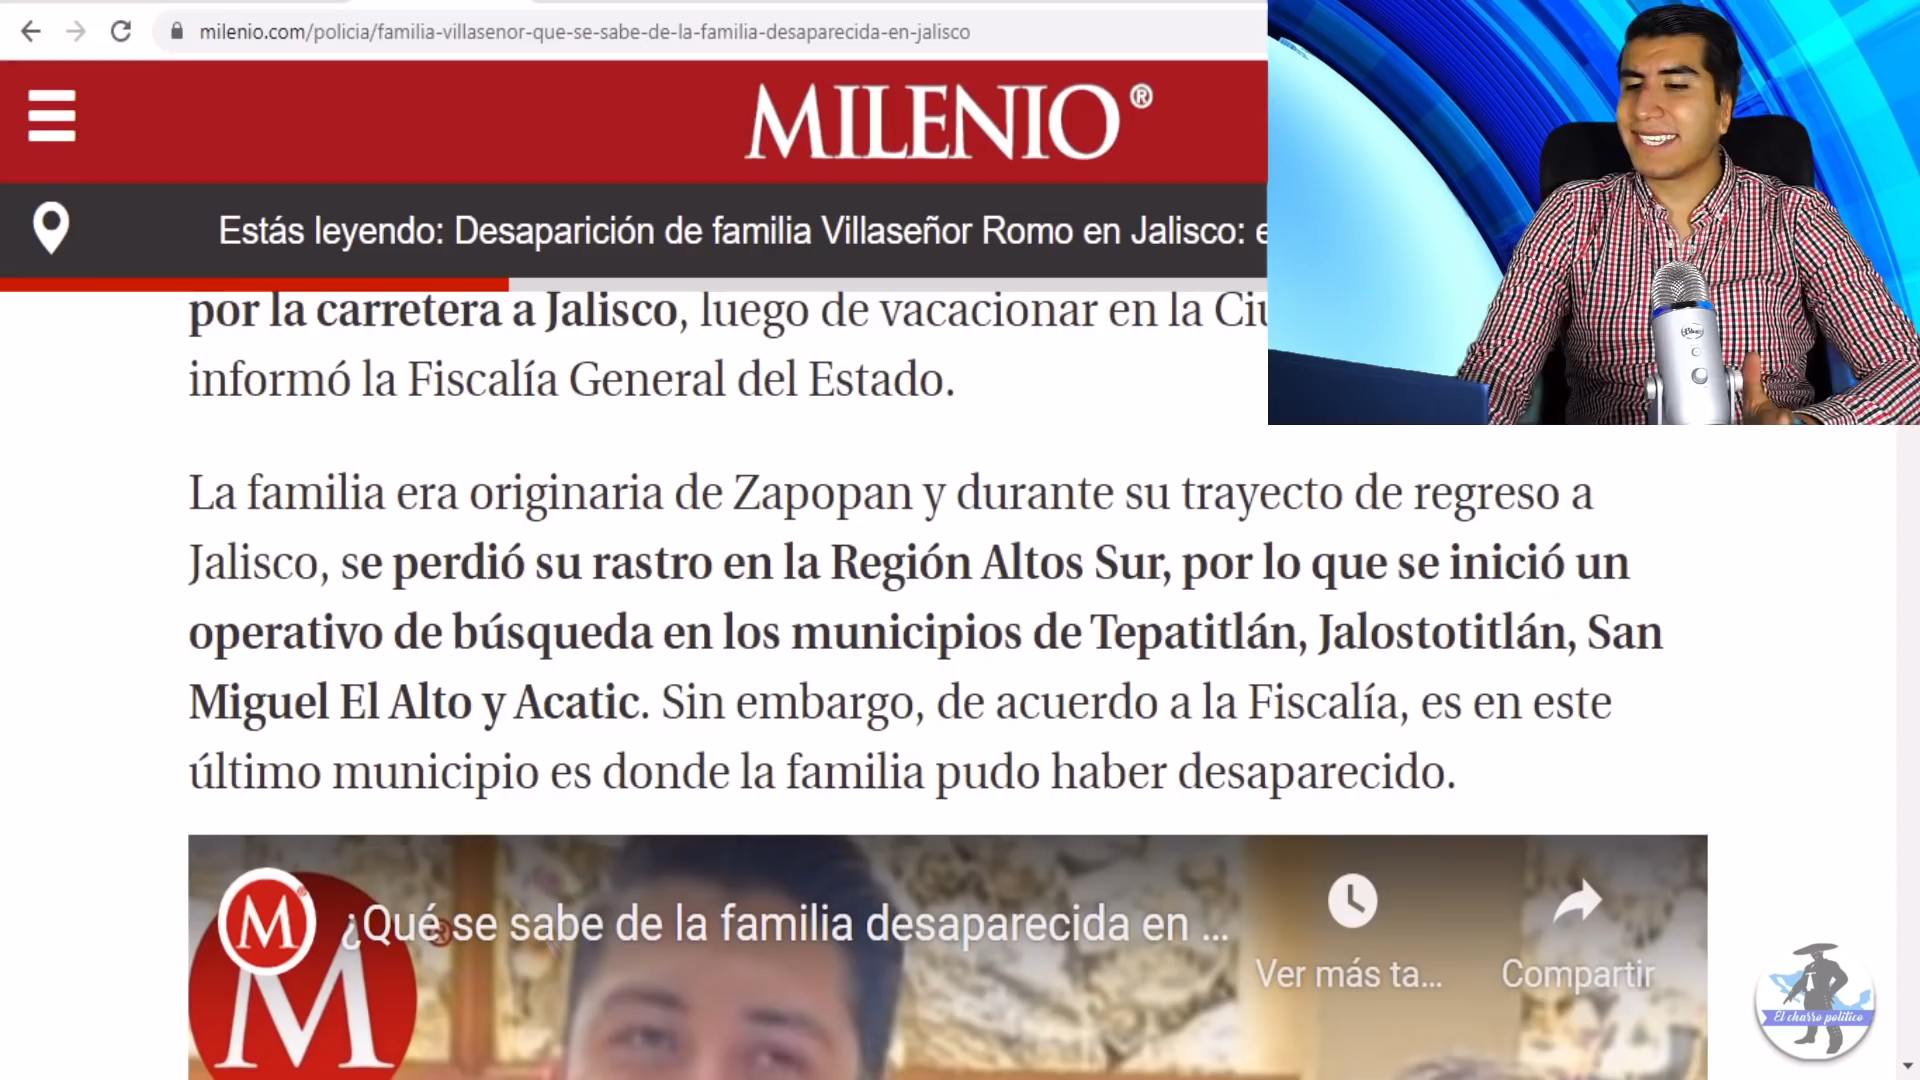 milenio.com/policia/familia-villasenor-que-se-sabe-de-la-familia-desaparecida-en-jalisco
MILENIO®
Estás leyendo: Desaparición de familia Villaseñor Romo en Jalisco: e
por la carretera a Jalisco, luego de vacacionar en la Ciu
informó la Fiscalía General del Estado.
La familia era originaria de Zapopan y durante su trayecto de regreso a
Jalisco, se perdió su rastro en la Región Altos Sur, por lo que se inició un
operativo de búsqueda en los municipios de Tepatitlán, Jalostotitlán, San
Miguel El Alto y Acatic. Sin embargo, de acuerdo a la Fiscalía, es en este
último municipio es donde la familia pudo haber desaparecido.
M
¿Qué se sabe de la familia desaparecida en ...
Ver más ta...
Compartir
M
El charro político